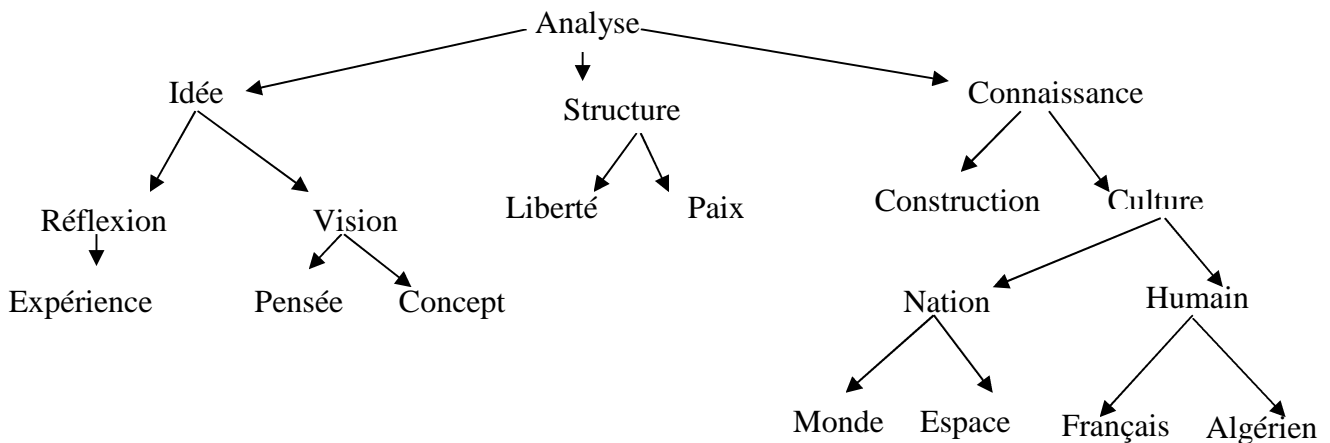 Analyse
Idée Structure Connaissance
Réflexion Vision Liberté Paix Construction Culture
Expérience Pensée Concept Nation Humain
Monde Espace Français Algérien